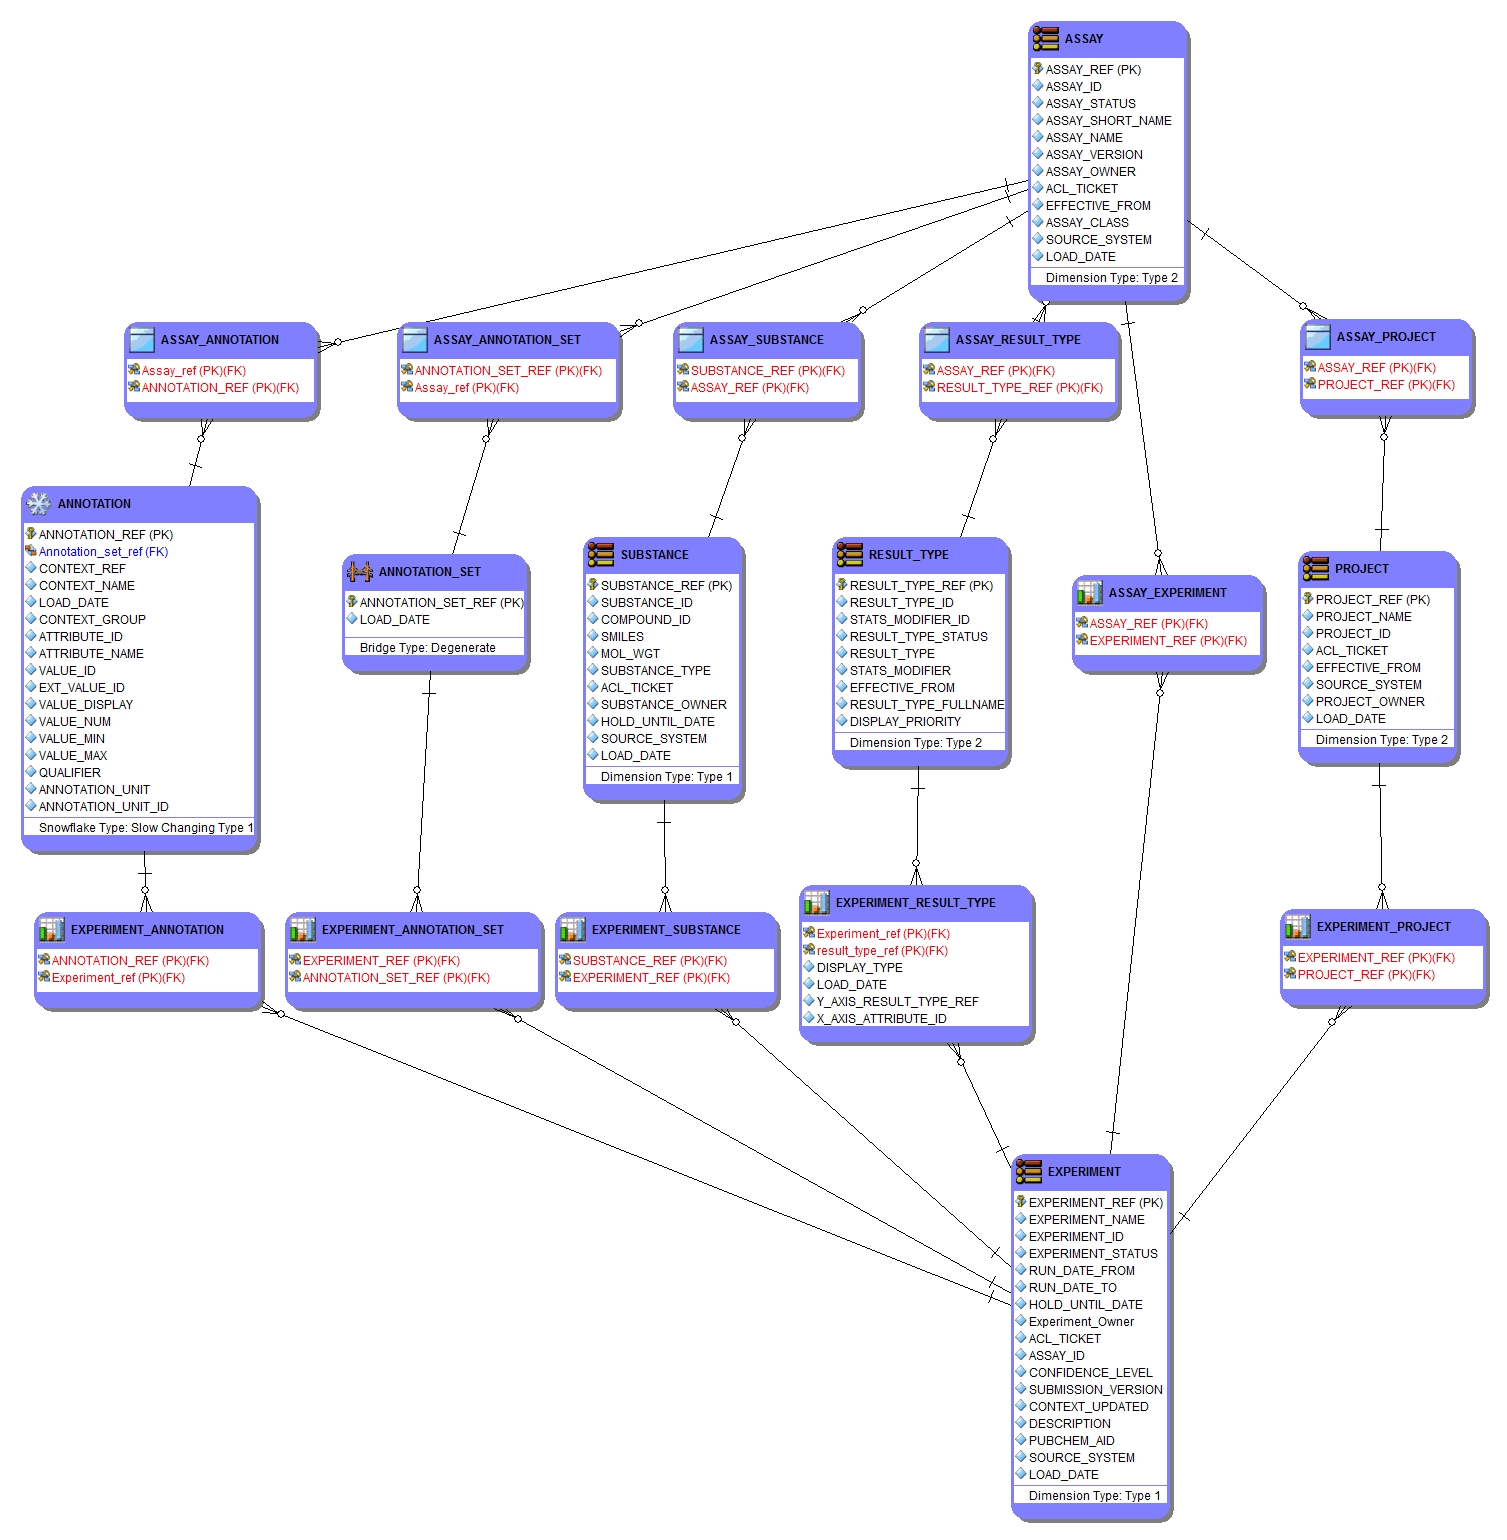 ASSAY
ASSAY_REF (PK)
ASSAY_ID
ASSAY_STATUS
ASSAY_SHORT_NAME
ASSAY_NAME
ASSAY_VERSION
ASSAY_OWNER
ACL_TICKET
EFFECTIVE_FROM
ASSAY_CLASS
SOURCE_SYSTEM
LOAD_DATE
Dimension Type: Type 2
ASSAY_ANNOTATION
Assay_ref (PK)(FK)
ANNOTATION_REF (PK)(FK)
ASSAY_ANNOTATION_SET
ANNOTATION_SET_REF (PK)(FK)
Assay_ref (PK)(FK)
ASSAY_SUBSTANCE
SUBSTANCE_REF (PK)(FK)
ASSAY_REF (PK)(FK)
ASSAY_RESULT_TYPE
ASSAY_REF (PK)(FK)
RESULT_TYPE_REF (PK)(FK)
ASSAY_PROJECT
ASSAY_REF (PK)(FK)
PROJECT_REF (PK)(FK)
ANNOTATION
ANNOTATION_REF (PK)
Annotation_set_ref (FK)
CONTEXT_REF
CONTEXT_NAME
LOAD_DATE
CONTEXT_GROUP
ATTRIBUTE_ID
ATTRIBUTE_NAME
VALUE_ID
EXT_VALUE_ID
VALUE_DISPLAY
VALUE_NUM
VALUE_MIN
VALUE_MAX
QUALIFIER
ANNOTATION_UNIT
ANNOTATION_UNIT_ID
Snowflake Type: Slow Changing Type 1
ANNOTATION_SET
ANNOTATION_SET_REF (PK)
LOAD_DATE
Bridge Type: Degenerate
SUBSTANCE
SUBSTANCE_REF (PK)
SUBSTANCE_ID
COMPOUND_ID
SMILES
MOL_WGT
SUBSTANCE_TYPE
ACL_TICKET
SUBSTANCE_OWNER
HOLD_UNTIL_DATE
SOURCE_SYSTEM
LOAD_DATE
Dimension Type: Type 1
RESULT_TYPE
RESULT_TYPE_REF (PK)
RESULT_TYPE_ID
STATS_MODIFIER_ID
RESULT_TYPE_STATUS
RESULT_TYPE
STATS_MODIFIER
EFFECTIVE_FROM
RESULT_TYPE_FULLNAME
DISPLAY_PRIORITY
Dimension Type: Type 2
ASSAY_EXPERIMENT
ASSAY_REF (PK)(FK)
EXPERIMENT_REF (PK)(FK)
PROJECT
PROJECT_REF (PK)
PROJECT_NAME
PROJECT_ID
ACL_TICKET
EFFECTIVE_FROM
SOURCE_SYSTEM
PROJECT_OWNER
LOAD_DATE
Dimension Type: Type 2
EXPERIMENT_ANNOTATION
ANNOTATION_REF (PK)(FK)
Experiment_ref (PK)(FK)
EXPERIMENT_ANNOTATION_SET
EXPERIMENT_REF (PK)(FK)
ANNOTATION_SET_REF (PK)(FK)
EXPERIMENT_SUBSTANCE
SUBSTANCE_REF (PK)(FK)
EXPERIMENT_REF (PK)(FK)
EXPERIMENT_RESULT_TYPE
Experiment_ref (PK)(FK)
result_type_ref (PK)(FK)
DISPLAY_TYPE
LOAD_DATE
Y_AXIS_RESULT_TYPE_REF
X_AXIS_ATTRIBUTE_ID
EXPERIMENT_PROJECT
EXPERIMENT_REF (PK)(FK)
PROJECT_REF (PK)(FK)
EXPERIMENT
EXPERIMENT_REF (PK)
EXPERIMENT_NAME
EXPERIMENT_ID
EXPERIMENT_STATUS
RUN_DATE_FROM
RUN_DATE_TO
HOLD_UNTIL_DATE
Experiment_Owner
ACL_TICKET
ASSAY_ID
CONFIDENCE_LEVEL
SUBMISSION_VERSION
CONTEXT_UPDATED
DESCRIPTION
PUBCHEM_AID
SOURCE_SYSTEM
LOAD_DATE
Dimension Type: Type 1